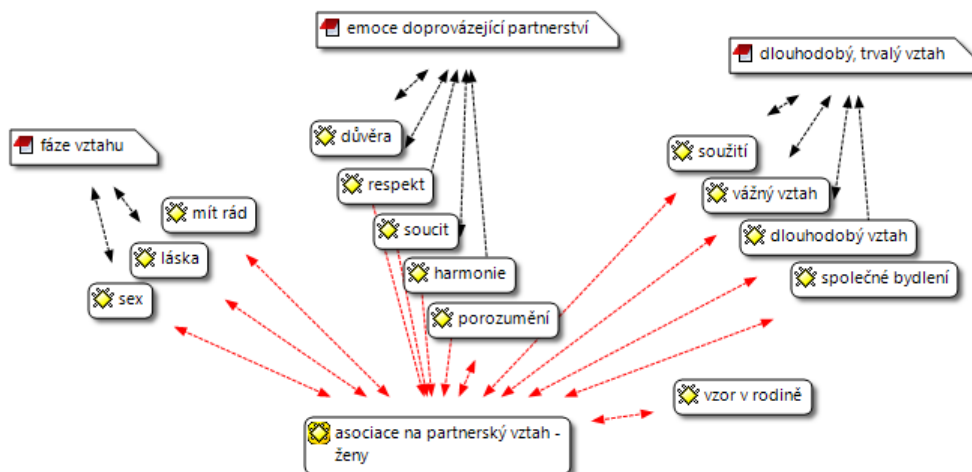 emoce doprovázející partnerství
dlouhodobý, trvalý vztah
fáze vztahu
důvěra
soužití
respekt
vážný vztah
mít rád
soucit
dlouhodobý vztah
láska
harmonie
společné bydlení
sex
porozumění
vzor v rodině
asociace na partnerský vztah -
ženy